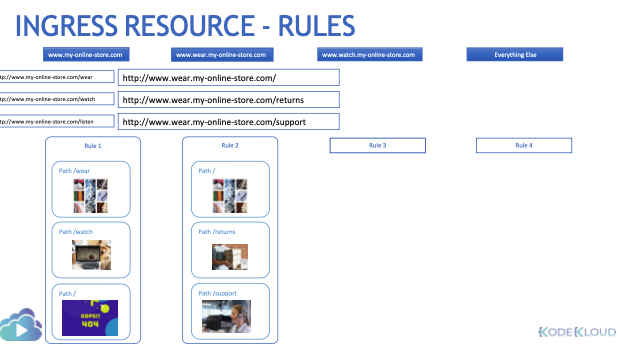 INGRESS RESOURCE - RULES
www.my-online-store.com
www.wear.my-online-store.com
www.watch.my-online-store.com
Everything Else
ttp://www.my-online-store.com/wear
http://www.wear.my-online-store.com/
ttp://www.my-online-store.com/watch
http://www.wear.my-online-store.com/returns
ttp://www.my-online-store.com/listen
http://www.wear.my-online-store.com/support
Rule 1
Rule 2
Rule 3
Rule 4
Path /wear
Path /
Path /watch
Path /returns
Path /
Path /support
OOPS!!
404
KODEKLOUD